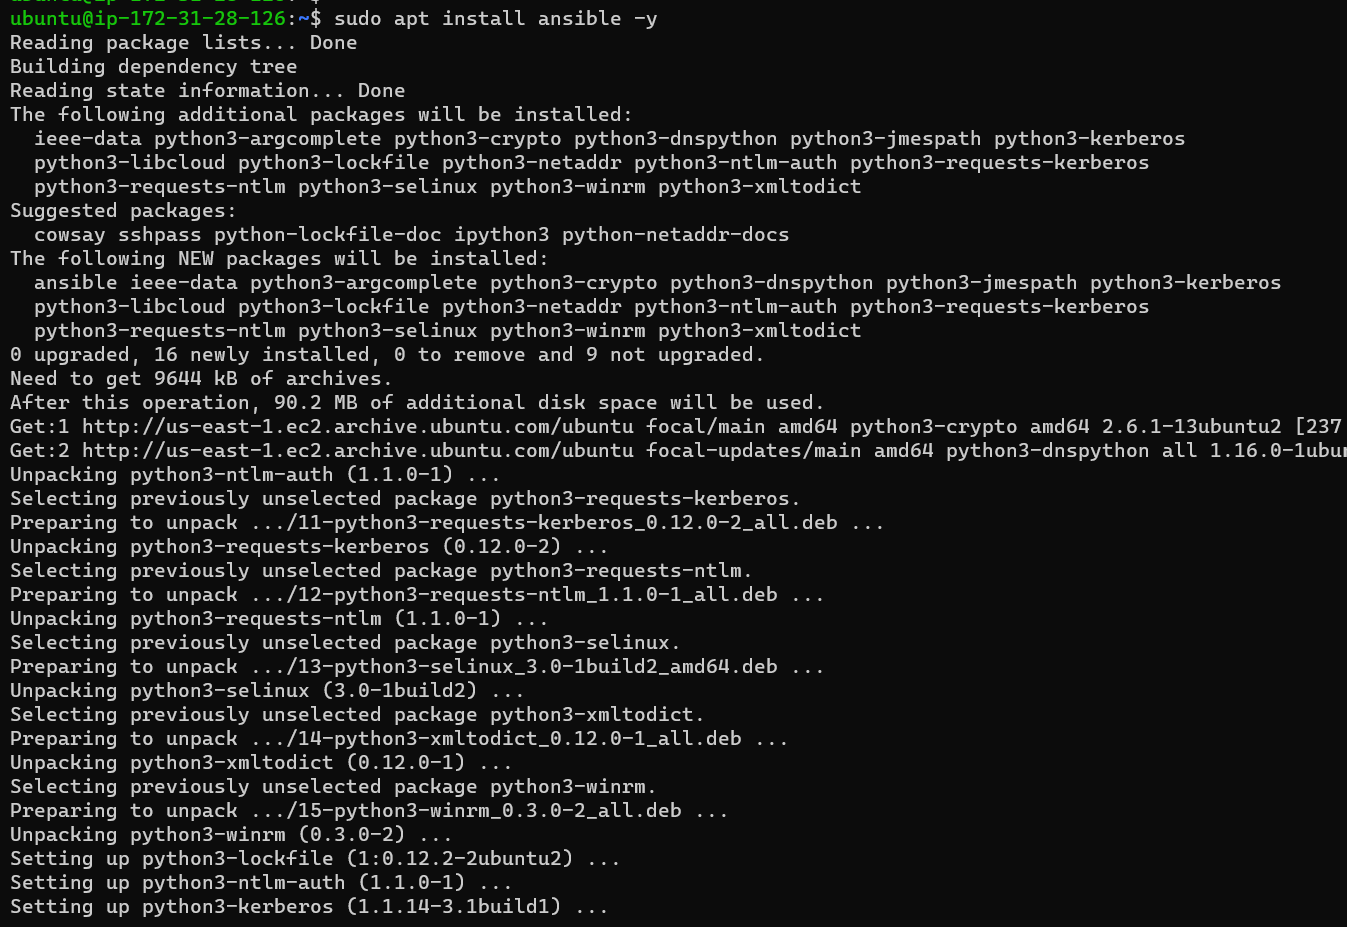 ubuntu@ip-172-31-28-126:~$ sudo apt install ansible -y
Reading package lists... Done
Building dependency tree
Reading state information... Done
The following additional packages will be installed:
  ieee-data python3-argcomplete python3-crypto python3-dnspython python3-jmespath python3-kerberos
  python3-libcloud python3-lockfile python3-netaddr python3-ntlm-auth python3-requests-kerberos
  python3-requests-ntlm python3-selinux python3-winrm python3-xmltodict
Suggested packages:
  cowsay sshpass python-lockfile-doc ipython3 python-netaddr-docs
The following NEW packages will be installed:
  ansible ieee-data python3-argcomplete python3-crypto python3-dnspython python3-jmespath python3-kerberos
  python3-libcloud python3-lockfile python3-netaddr python3-ntlm-auth python3-requests-kerberos
  python3-requests-ntlm python3-selinux python3-winrm python3-xmltodict
0 upgraded, 16 newly installed, 0 to remove and 9 not upgraded.
Need to get 9644 kB of archives.
After this operation, 90.2 MB of additional disk space will be used.
Get:1 http://us-east-1.ec2.archive.ubuntu.com/ubuntu focal/main amd64 python3-crypto amd64 2.6.1-13ubuntu2 [237
Get:2 http://us-east-1.ec2.archive.ubuntu.com/ubuntu focal-updates/main amd64 python3-dnspython all
Unpacking python3-ntlm-auth (1.1.0-1) ...
Selecting previously unselected package python3-requests-kerberos.
Preparing to unpack .../11-python3-requests-kerberos_0.12.0-2_all.deb ...
Unpacking python3-requests-kerberos (0.12.0-2) ...
Selecting previously unselected package python3-requests-ntlm.
Preparing to unpack .../12-python3-requests-ntlm_1.1.0-1_all.deb ...
Unpacking python3-requests-ntlm (1.1.0-1) ...
Selecting previously unselected package python3-selinux.
Preparing to unpack .../13-python3-selinux_3.0-1build2_amd64.deb ...
Unpacking python3-selinux (3.0-1build2) ...
Selecting previously unselected package python3-xmltodict.
Preparing to unpack .../14-python3-xmltodict_0.12.0-1_all.deb ...
Unpacking python3-xmltodict (0.12.0-1) ...
Selecting previously unselected package python3-winrm.
Preparing to unpack .../15-python3-winrm_0.3.0-2_all.deb ...
Unpacking python3-winrm (0.3.0-2) ...
Setting up python3-lockfile (1:0.12.2-2ubuntu2) ...
Setting up python3-ntlm-auth (1.1.0-1) ...
Setting up python3-kerberos (1.1.14-3.1build1) ...